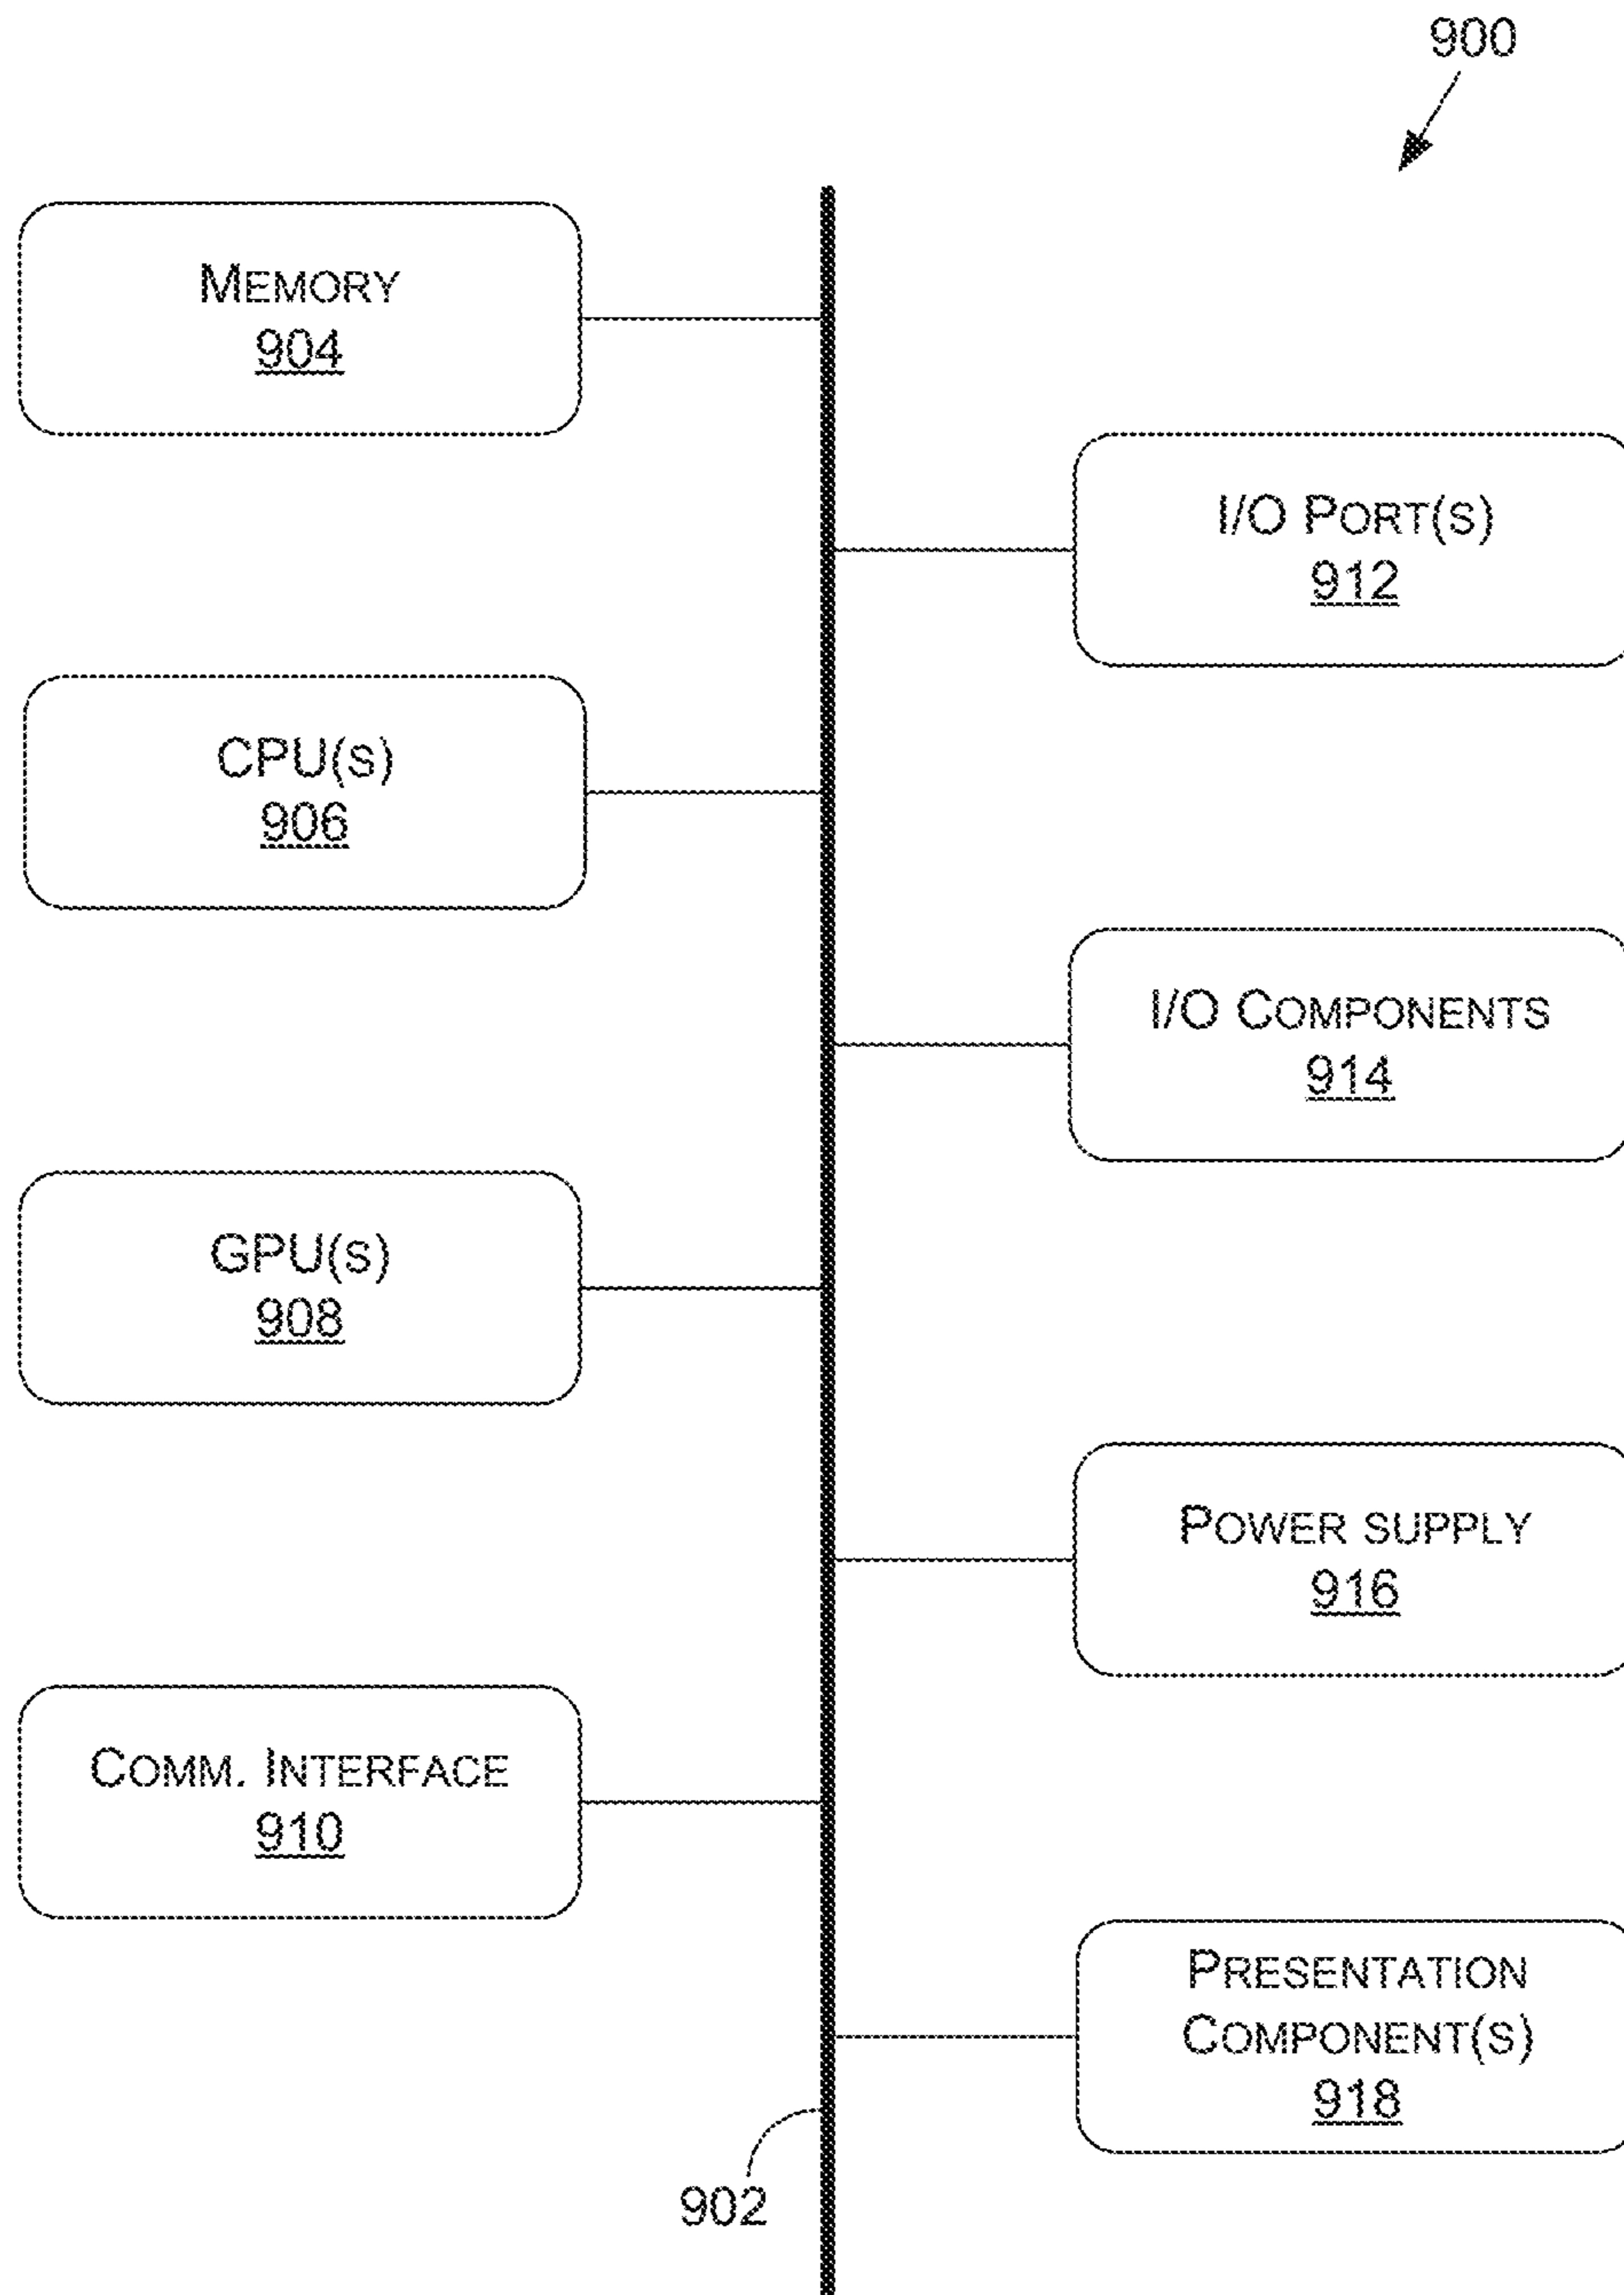 900
MEMORY
904
I/O PORT(S)
912
CPU(S)
906
I/O COMPONENTS
914
GPU(S)
908
POWER SUPPLY
916
COMM. INTERFACE
910
PRESENTATION
COMPONENT(S)
918
902